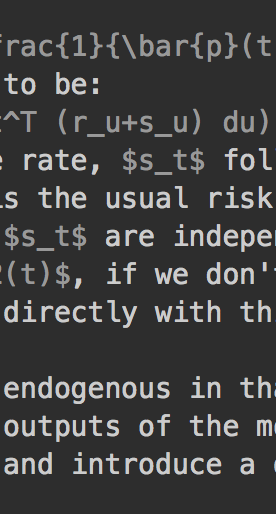 frac{1}{\bar{p}(t
to be:
^T (r_u+s_u) du)
rate, $s_t$ fol
is the usual risk
$s_t$ are indepe
(t)$, if we don'
directly with th
endogenous in tha
outputs of the m
and introduce a